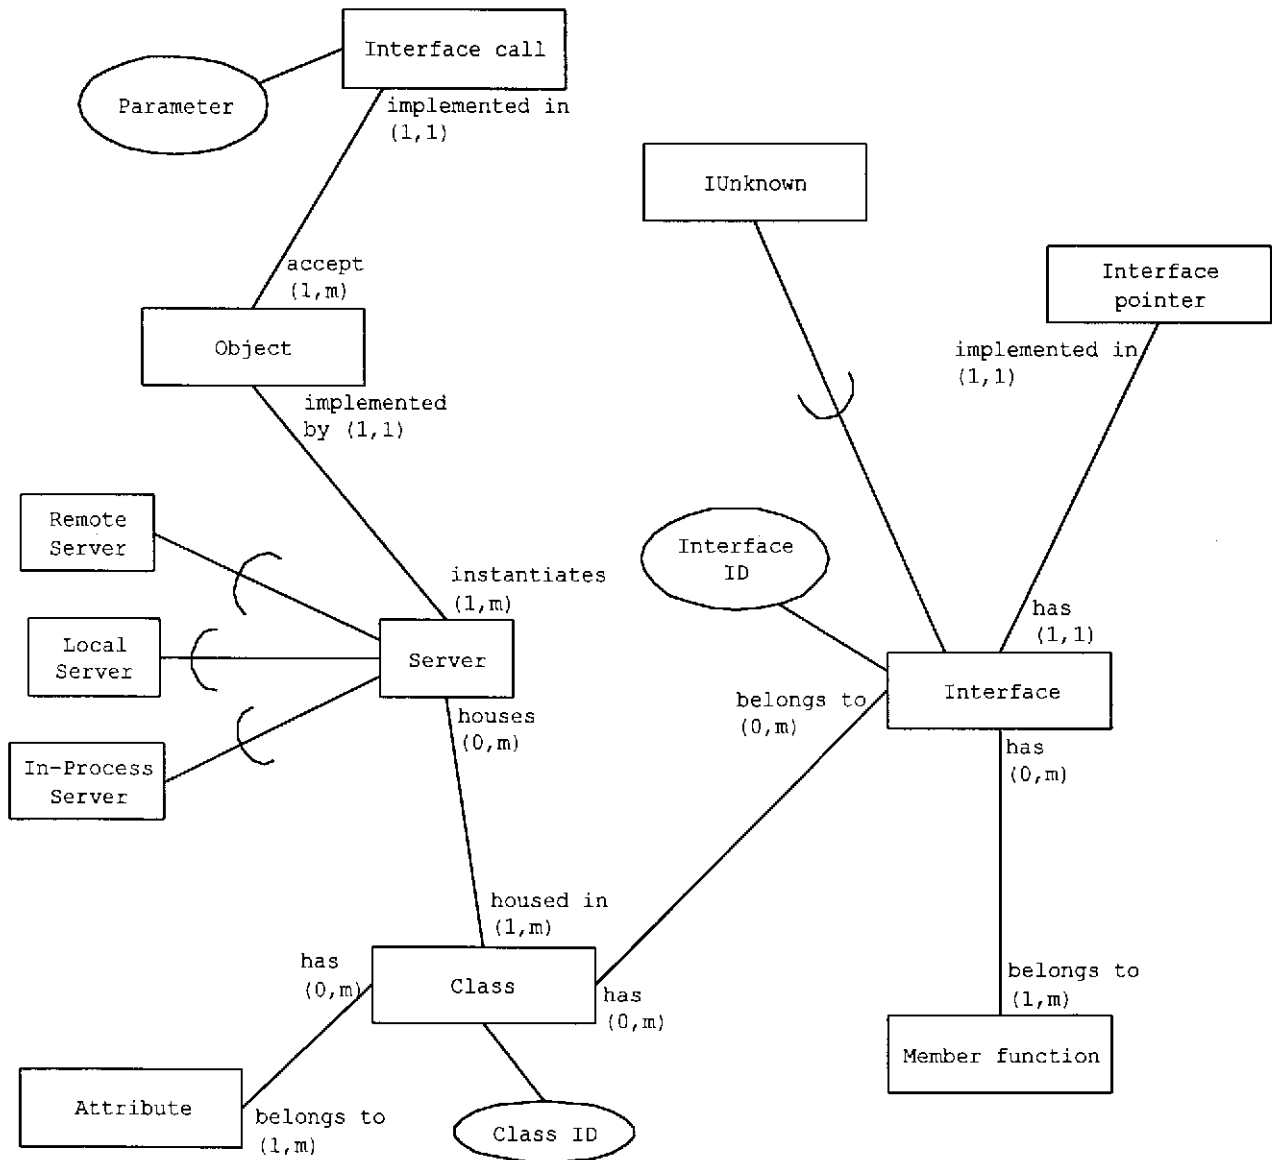 Interface call
Parameter
implemented in
(1,1)
IUnknown
accept
(1,m)
Interface
pointer
Object
implemented in
(1,1)
implemented
by (1,1)
Remote
Server
Interface
ID
instantiates
(1,m)
has
(1,1)
Local
Server
Server
Interface
belongs to
(0,m)
houses
(0,m)
has
(0,m)
In-Process
Server
housed in
(1,m)
has
(0,m)
Class
has
(0,m)
belongs to
(1,m)
Member function
Attribute
belongs to
(1,m)
Class ID